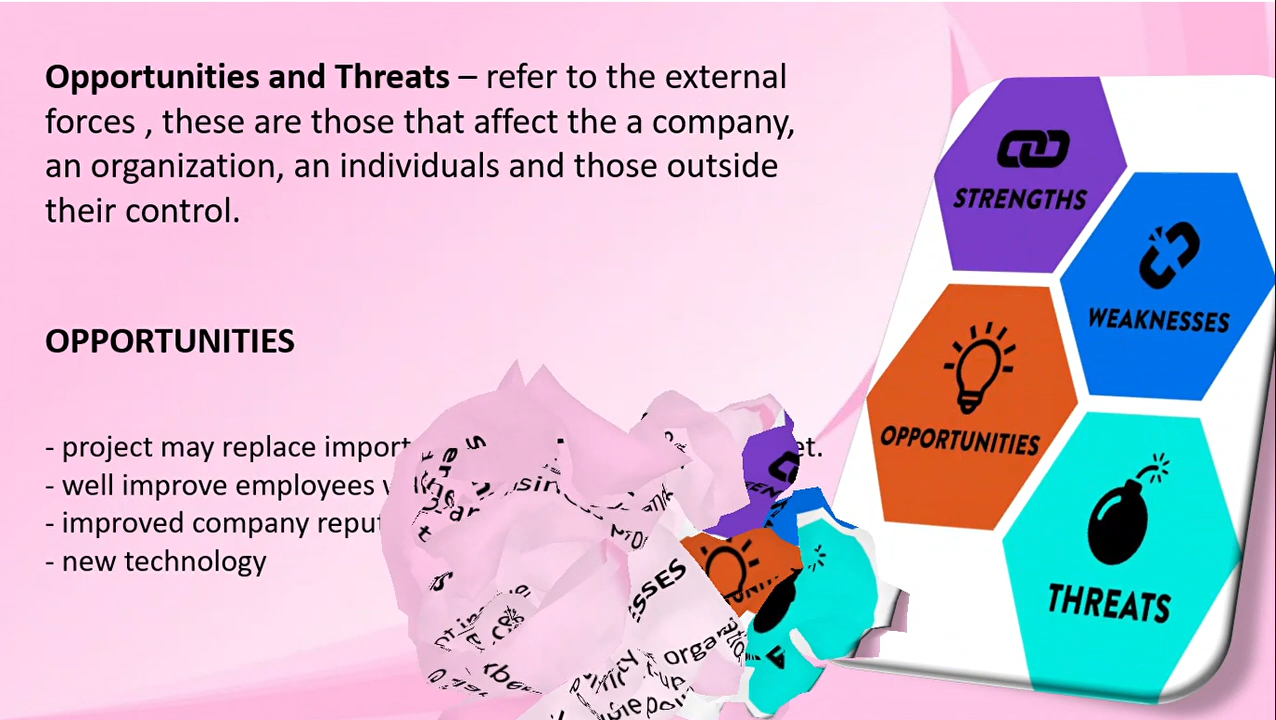 Opportunities and Threats – refer to the external
forces , these are those that affect the a company,
an organization, an individuals and those outside
their control.
OPPORTUNITIES
- project may replace
- well improve employees
- improved company
- new technology
STRENGTHS
WEAKNESSES
OPPORTUNITIES
THREATS